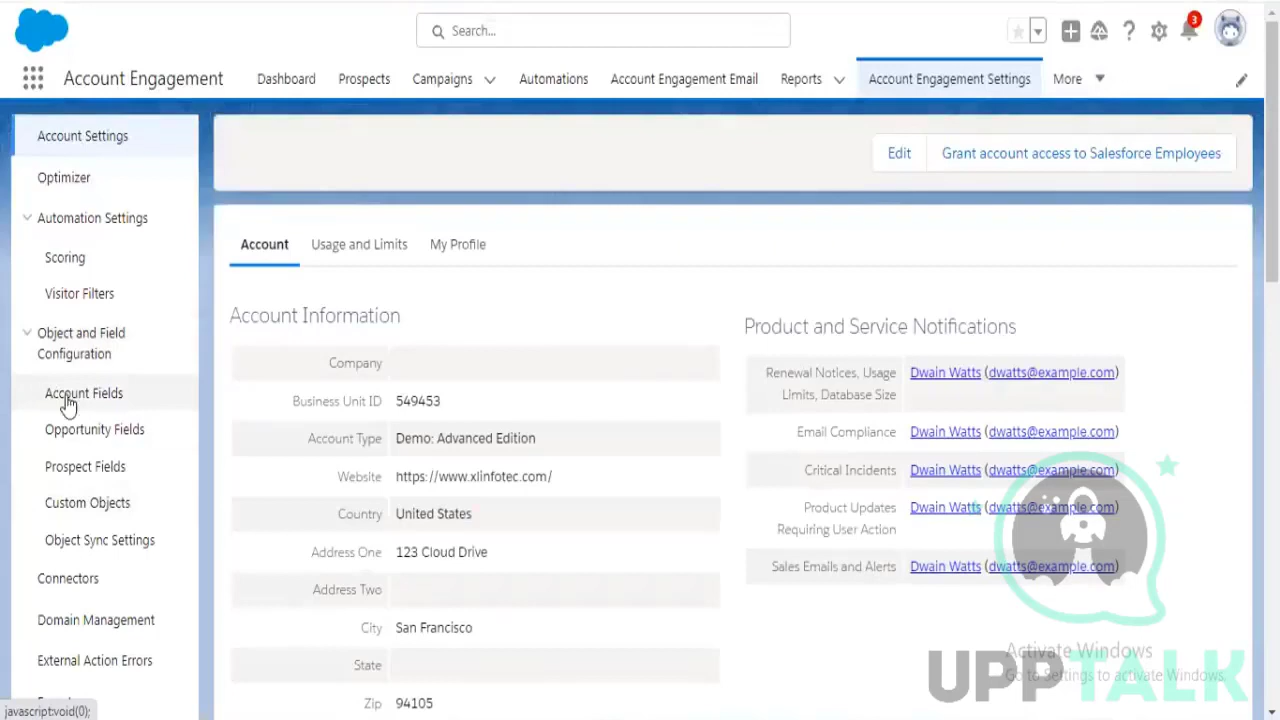 Search...
3
Account Engagement
Dashboard
Prospects
Campaigns
Automations
Account Engagement Email
Reports
Account Engagement Settings
More
Account Settings
Optimizer
Automation Settings
Scoring
Visitor Filters
Object and Field
Configuration
Account Fields
Opportunity Fields
Prospect Fields
Custom Objects
Object Sync Settings
Connectors
Domain Management
External Action Errors
javascript:void(0);
Edit
Grant account access to Salesforce Employees
Account
Usage and Limits
My Profile
Account Information
Company
Business Unit ID 549453
Account Type Demo: Advanced Edition
Website https://www.xlinfotec.com/
Country United States
Address One 123 Cloud Drive
Address Two
City San Francisco
State
Zip 94105
Product and Service Notifications
Renewal Notices, Usage
Limits, Database Size
Dwain Watts (dwatts@example.com)
Email Compliance Dwain Watts (dwatts@example.com)
Critical Incidents Dwain Watts (dwatts@example.com)
Product Updates
Requiring User Action
Dwain Watts (dwatts@example.com)
Sales Emails and Alerts Dwain Watts (dwatts@example.com)
Activate Windows
Go to Settings to activate Windows.
UPPTALK